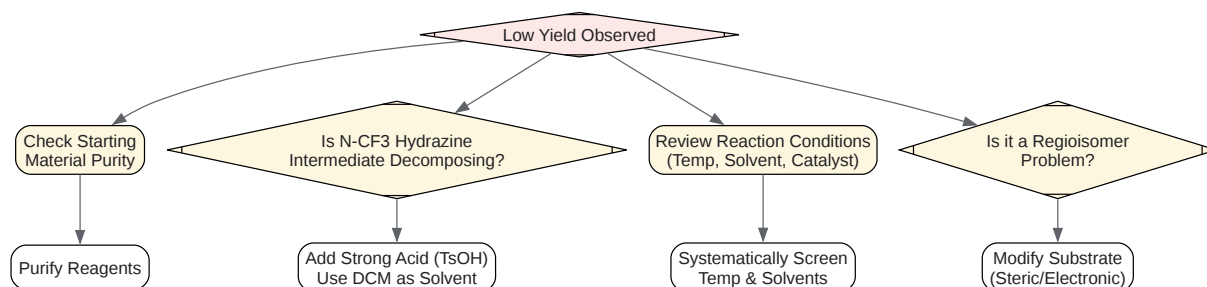 Low Yield Observed
Check Starting
Material Purity
Is N-CF3 Hydrazine
Intermediate Decomposing?
Review Reaction Conditions
(Temp, Solvent, Catalyst)
Is it a Regioisomer
Problem?
Purify Reagents
Add Strong Acid (TsOH)
Use DCM as Solvent
Systematically Screen
Temp & Solvents
Modify Substrate
(Steric/Electronic)